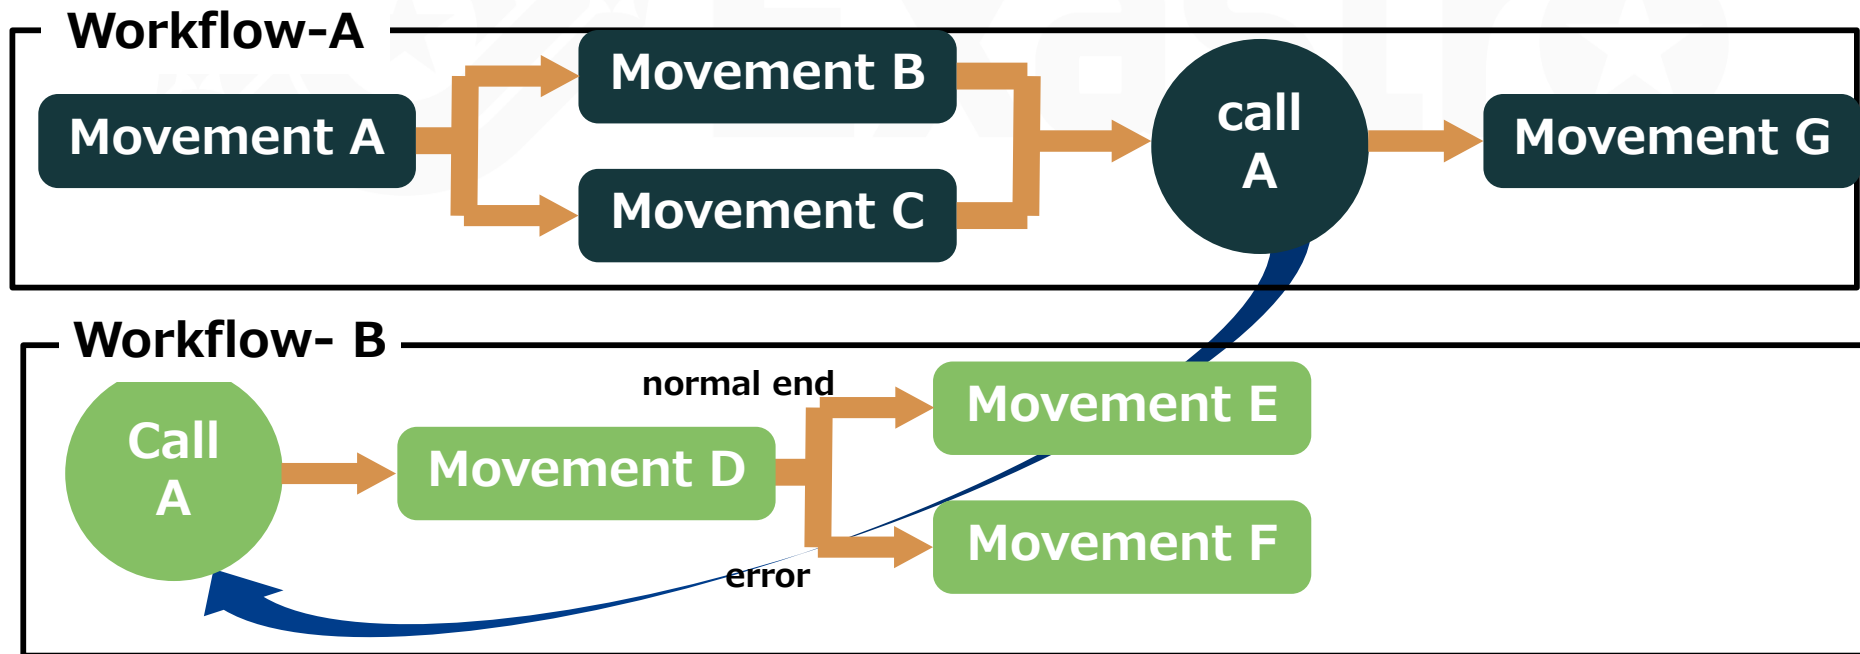 Workflow-A
Movement A
Movement B
Movement C
call
A
Movement G
Workflow- B
Call
A
Movement D
normal end
error
Movement E
Movement F